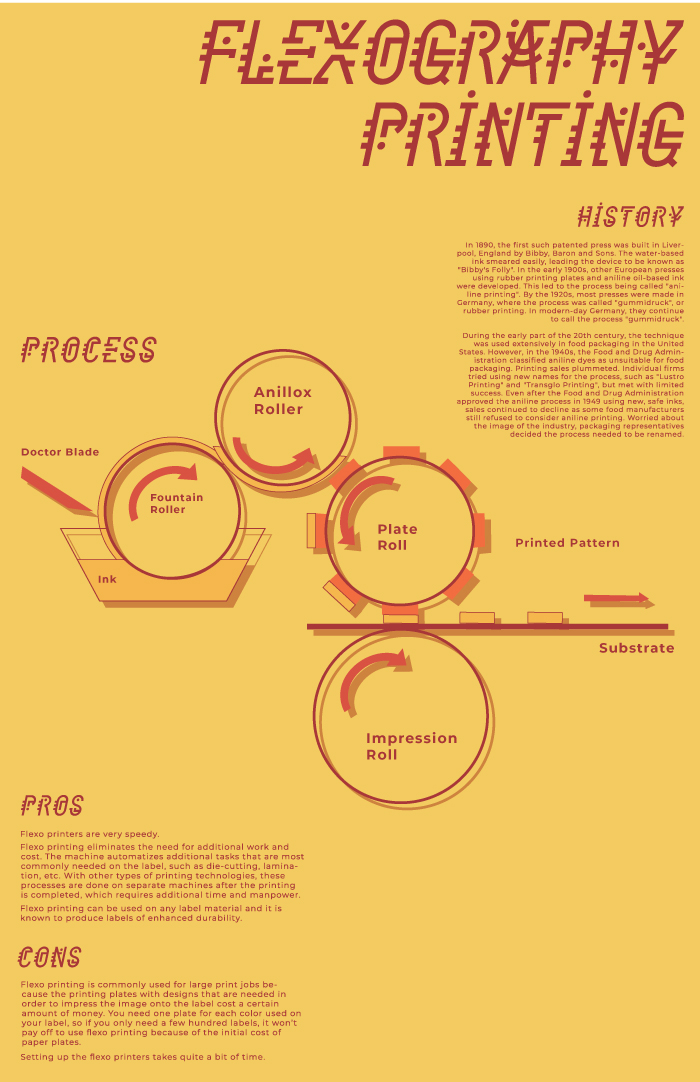 FLEXOGRAPHY
PRINTING
HISTORY
In 1890, the first such patented press was built in Liver-
pool, England by Bibby, Baron and Sons. The water-based
ink smeared easily, leading the device to be known as
"Bibby's Folly". In the early 1900s, other European presses
using rubber printing plates and aniline oil-based ink
were developed. This led to the process being called "ani-
line printing". By the 1920s, most presses were made in
Germany, where the process was called "gummidruck", or
rubber printing. In modern-day Germany, they continue
to call the process "gummidruck".
During the early part of the 20th century, the technique
was used extensively in food packaging in the United
States. However, in the 1940s, the Food and Drug Admin-
istration classified aniline dyes as unsuitable for food
packaging. Printing sales plummeted. Individual firms
tried using new names for the process, such as "Lustro
Printing" and "Transglo Printing", but met with limited
success. Even after the Food and Drug Administration
approved the aniline process in 1949 using new, safe inks,
sales continued to decline as some food manufacturers
still refused to consider aniline printing. Worried about
the image of the industry, packaging representatives
decided the process needed to be renamed.
PROCESS
Anillox
Roller
Doctor Blade
Fountain
Roller
Ink
Plate
Roll
Printed Pattern
Substrate
Impression
Roll
PROS
Flexo printers are very speedy.
Flexo printing eliminates the need for additional work and
cost. The machine automatizes additional tasks that are most
commonly needed on the label, such as die-cutting, lamina-
tion, etc. With other types of printing technologies, these
processes are done on separate machines after the printing
is completed, which requires additional time and manpower.
Flexo printing can be used on any label material and it is
known to produce labels of enhanced durability.
CONS
Flexo printing is commonly used for large print jobs be-
cause the printing plates with designs that are needed in
order to impress the image onto the label cost a certain
amount of money. You need one plate for each color used on
your label, so if you only need a few hundred labels, it won't
pay off to use flexo printing because of the initial cost of
paper plates.
Setting up the flexo printers takes quite a bit of time.